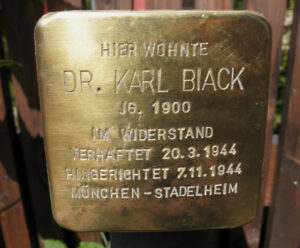 HIER WOHNTE
DR. KARL BIACK
JG. 1900
IM WIDERSTAND
VERHAFTET 20.3.1944
HINGERICHTET 7.11.1944
MÜNCHEN-STADELHEIM